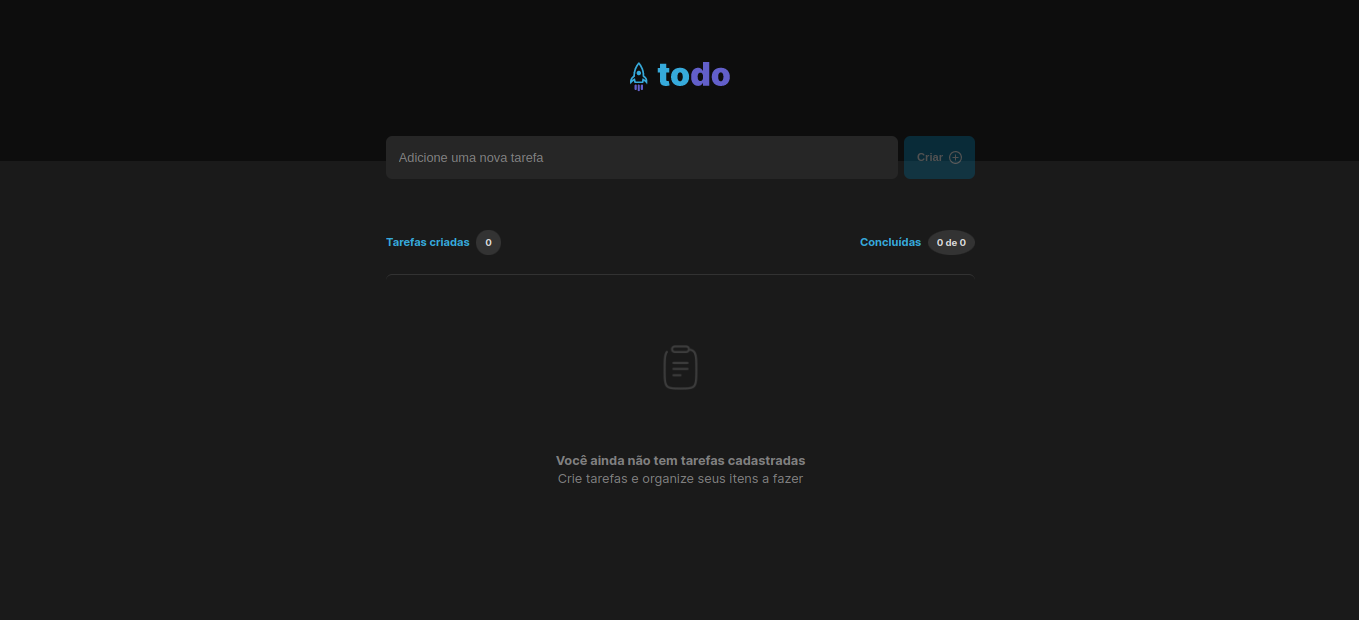 todo
Adicione uma nova tarefa
Criar
Tarefas criadas 0
Concluídas 0 de 0
Você ainda não tem tarefas cadastradas
Crie tarefas e organize seus itens a fazer